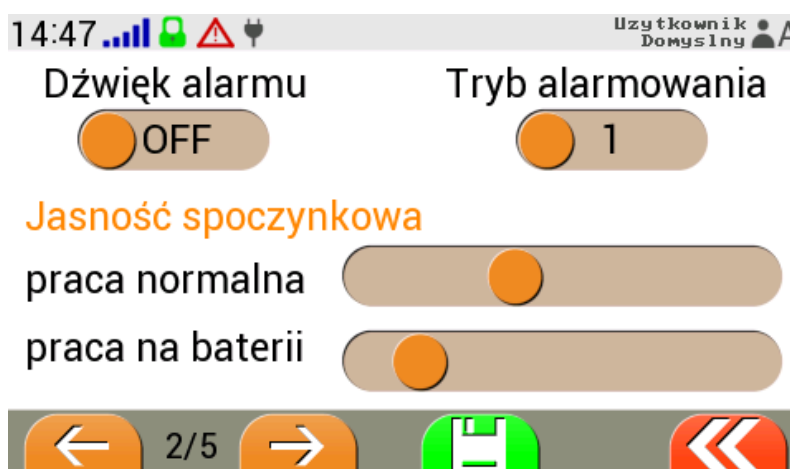 14:47
Uzytkownik
Domyslny
Dźwięk alarmu
Tryb alarmowania
OFF
1
Jasność spoczynkowa
praca normalna
praca na baterii
2/5